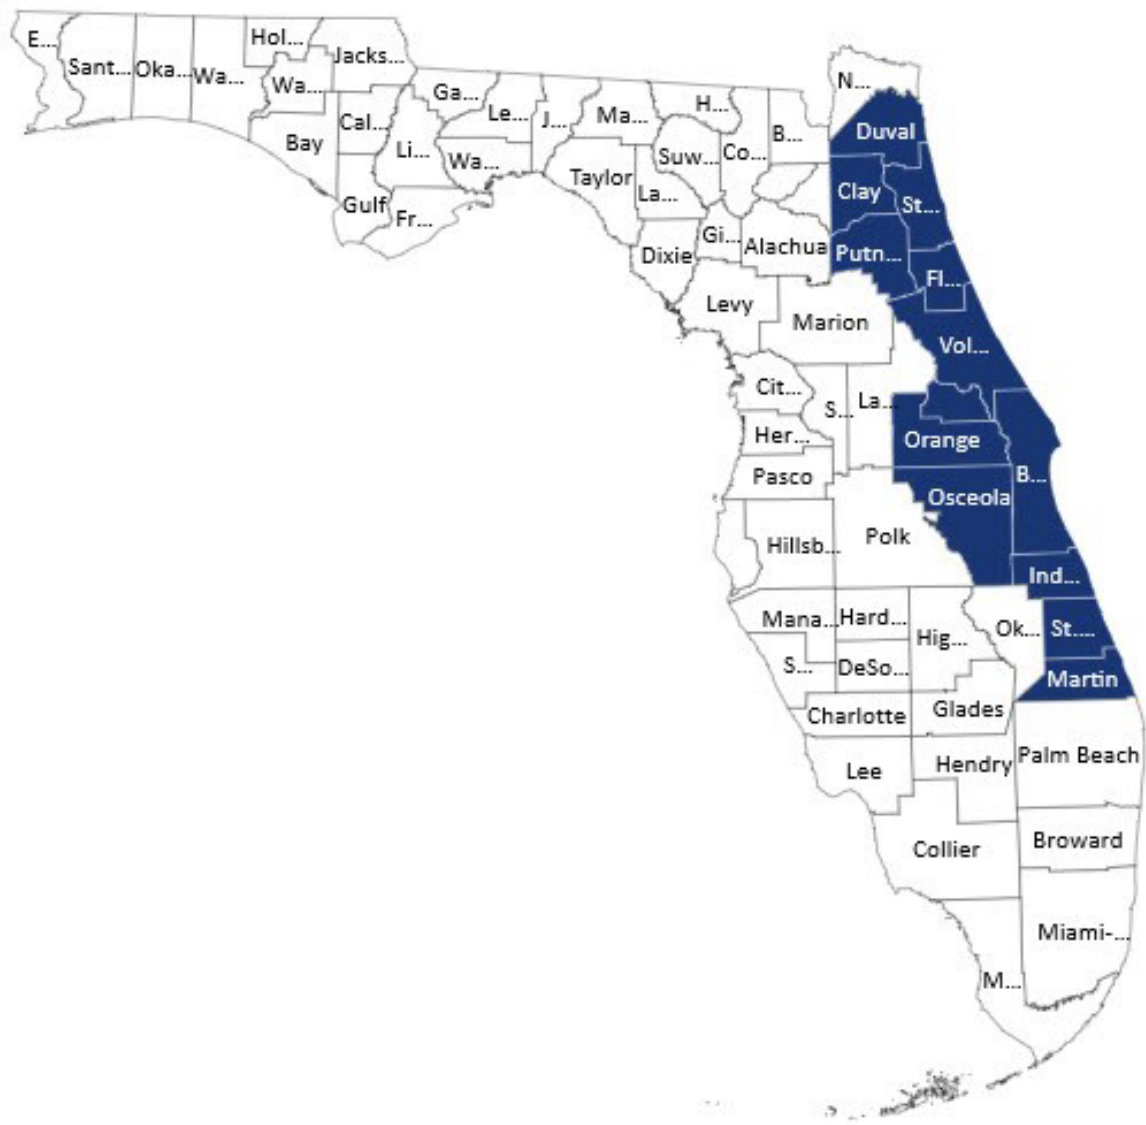 E...
Sant...
Oka...
Wa...
Hol...
Jacks...
Wa...
Bay
Cal...
Gulf
Li...
Fr...
Ga...
Le...
Wa...
J...
Ma...
Taylor
H...
Suw...
La...
Dixie
Co...
B...
Gi...
Alachua
N...
Duval
Clay
St...
Putn...
Fl...
Levy
Marion
Vol...
Cit...
S...
La...
Her...
Orange
Pasco
B...
Osceola
Hillsb...
Polk
Ind...
Mana...
Hard...
Hig...
Ok...
St....
S...
DeSo...
Martin
Charlotte
Glades
Lee
Hendry
Palm Beach
Collier
Broward
Miami-...
M...